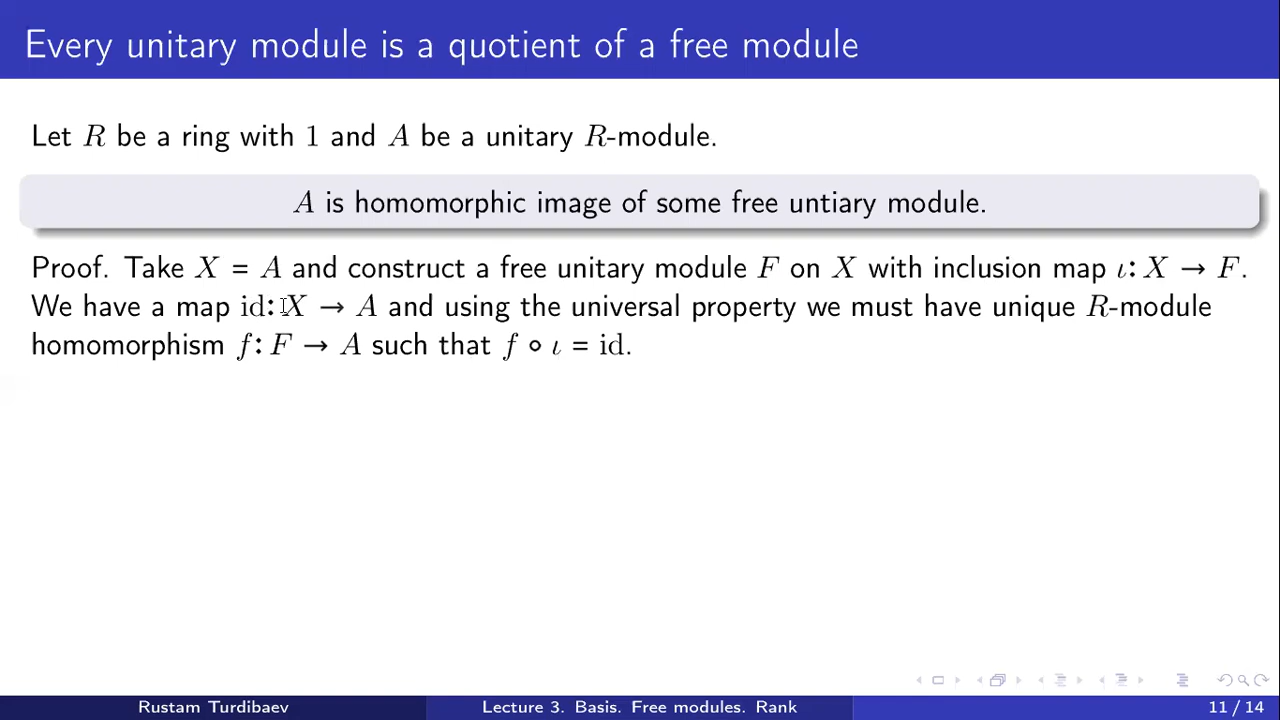 Every unitary module is a quotient of a free module
Let R be a ring with 1 and A be a unitary R-module.
A is homomorphic image of some free untiary module.
Proof. Take X = A and construct a free unitary module F on X with inclusion map ι: X → F.
We have a map id: X → A and using the universal property we must have unique R-module
homomorphism f: F → A such that f ∘ ι = id.
Rustam Turdibaev
Lecture 3. Basis. Free modules. Rank
11 / 14